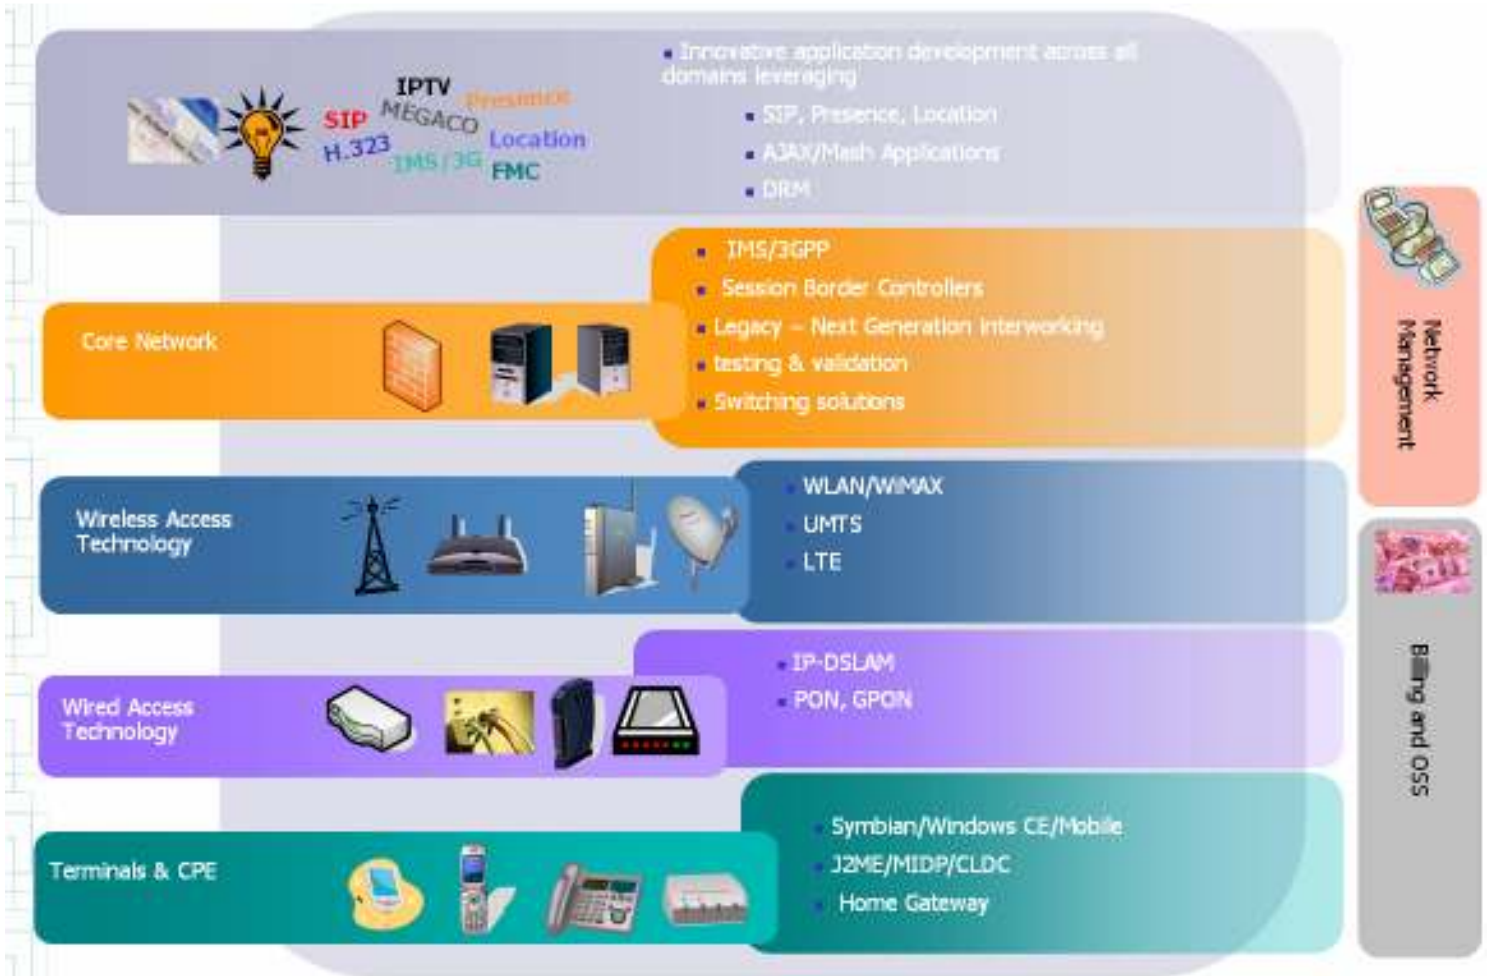 IPTV
Presence
SIP
MEGACO
Location
H.323
IMS/3G
FMC
Innovative application development across all
domains leveraging
SIP, Presence, Location
AJAX/Mash Applications
DRM
Core Network
IMS/3GPP
Session Border Controllers
Legacy – Next Generation interworking
testing & validation
Switching solutions
Wireless Access
Technology
WLAN/WiMAX
UMTS
LTE
Wired Access
Technology
IP-DSLAM
PON, GPON
Terminals & CPE
Symbian/Windows CE/Mobile
J2ME/MIDP/CLDC
Home Gateway
Network
Management
Billing and OSS